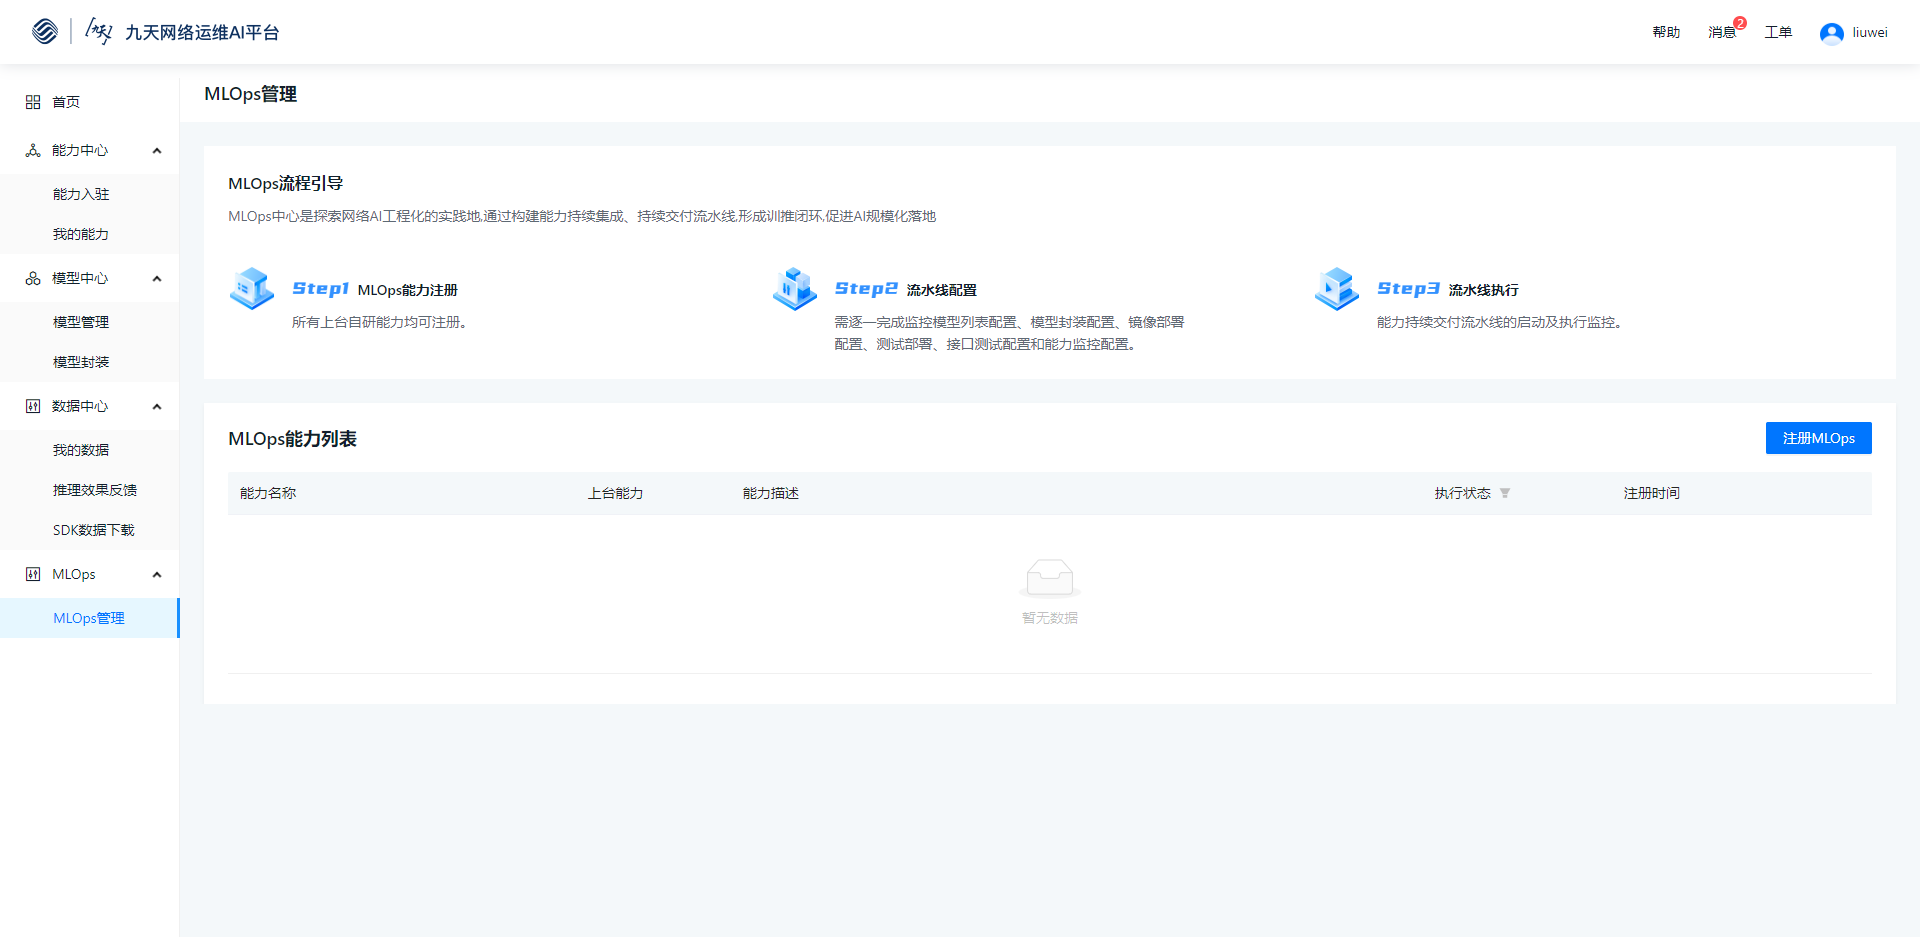 九天网络运维AI平台
帮助 消息 2 工单 liuwei
首页
能力中心
能力入驻
我的能力
模型中心
模型管理
模型封装
数据中心
我的数据
推理效果反馈
SDK数据下载
MLOps
MLOps管理
MLOps管理
MLOps流程引导
MLOps中心是探索网络AI工程化的实践地,通过构建能力持续集成、持续交付流水线,形成训推闭环,促进AI规模化落地
Step1 MLOps能力注册
所有上台自研能力均可注册。
Step2 流水线配置
需逐一完成监控模型列表配置、模型封装配置、镜像部署
配置、测试部署、接口测试配置和能力监控配置。
Step3 流水线执行
能力持续交付流水线的启动及执行监控。
MLOps能力列表
注册MLOps
能力名称 上台能力 能力描述 执行状态 注册时间
暂无数据